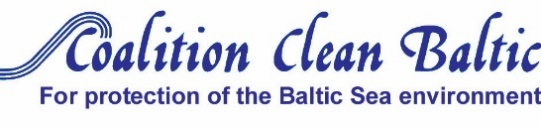 Coalition Clean Baltic
For protection of the Baltic Sea environment